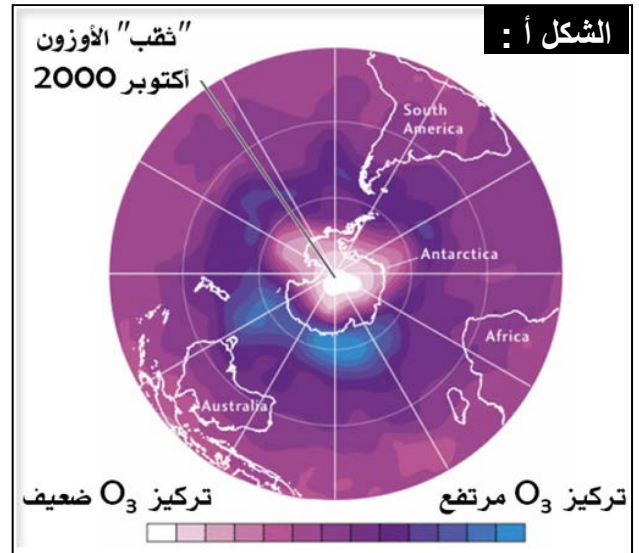 الشكل أ :
"ثقب" الأوزون
أكتوبر 2000
South
America
Antarctica
Africa
Australia
تركيز O₃ مرتفع
تركيز O₃ ضعيف